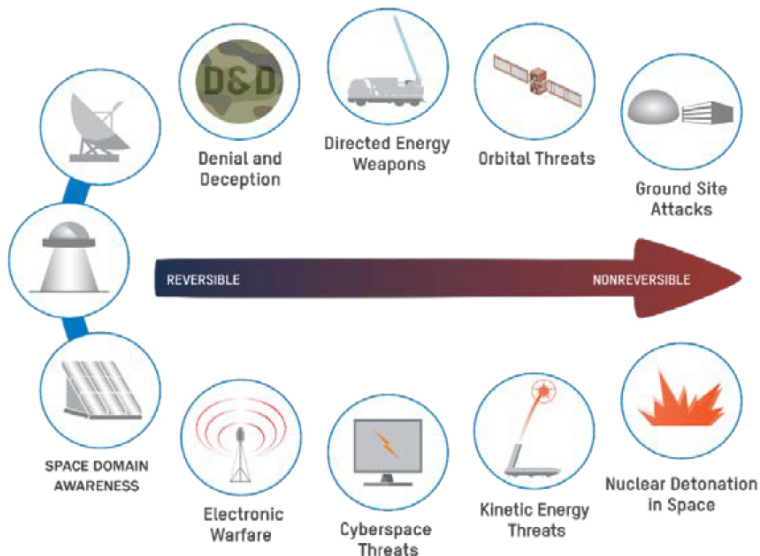 D&D
Denial and
Deception
Directed Energy
Weapons
Orbital Threats
Ground Site
Attacks
REVERSIBLE
NONREVERSIBLE
SPACE DOMAIN
AWARENESS
Electronic
Warfare
Cyberspace
Threats
Kinetic Energy
Threats
Nuclear Detonation
in Space